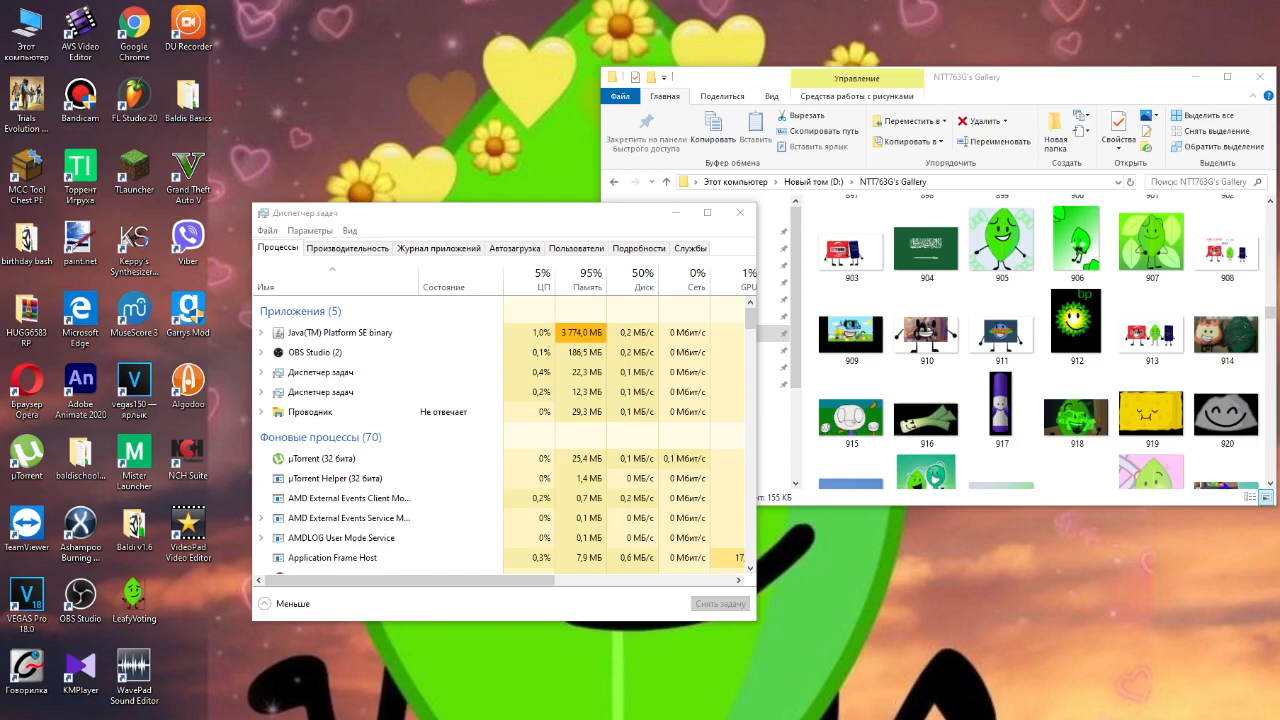 Этот компьютер
AVS Video Editor
Google Chrome
DU Recorder
Trials Evolution ...
Bandicam
FL Studio 20
Baldis Basics
MCC Tool Chest PE
Торрент Игруха
TLauncher
Grand Theft Auto V
birthday bash
paint.net
Keppy's Synthesizer...
Viber
HUGG6583 RP
Microsoft Edge
MuseScore 3
Garrys Mod
Браузер Opera
Adobe Animate 2020
vegas150 — ярлык
Algodoo
µTorrent
baldischool...
Mister Launcher
NCH Suite
TeamViewer
Ashampoo Burning ...
Baldi v1.6
VideoPad Video Editor
VEGAS Pro 18.0
OBS Studio
LeafyVoting
Говорилка
KMPlayer
WavePad Sound Editor
Управление
NTT763G's Gallery
Файл
Главная
Поделиться
Вид
Средства работы с рисунками
Закрепить на панели быстрого доступа
Копировать
Вставить
Вырезать
Скопировать путь
Вставить ярлык
Буфер обмена
Переместить в
Копировать в
Удалить
Переименовать
Упорядочить
Новая папка
Создать
Свойства
Открыть
Выделить все
Снять выделение
Обратить выделение
Выделить
Этот компьютер > Новый том (D:) > NTT763G's Gallery
Поиск: NTT763G's Gallery
897 899 900 901 902
903 904 905 906 907 908
bp
909 910 911 912 913 914
915 916 917 918 919 920
нт: 155 КБ
Диспетчер задач
Файл Параметры Вид
Процессы Производительность Журнал приложений Автозагрузка Пользователи Подробности Службы
5% 95% 50% 0% 1%
Имя Состояние ЦП Память Диск Сеть GPU
Приложения (5)
Java(TM) Platform SE binary 1,0% 3 774,0 МБ 0,2 МБ/с 0 Мбит/с
OBS Studio (2) 0,1% 186,5 МБ 0,2 МБ/с 0 Мбит/с
Диспетчер задач 0,4% 22,3 МБ 0,1 МБ/с 0 Мбит/с
Диспетчер задач 0,2% 12,3 МБ 0,1 МБ/с 0 Мбит/с
Проводник Не отвечает 0% 29,3 МБ 0,1 МБ/с 0 Мбит/с
Фоновые процессы (70)
µTorrent (32 бита) 0% 25,4 МБ 0,1 МБ/с 0,1 Мбит/с
µTorrent Helper (32 бита) 0% 1,4 МБ 0 МБ/с 0 Мбит/с
AMD External Events Client Mo... 0,2% 0,7 МБ 0,2 МБ/с 0 Мбит/с
AMD External Events Service M... 0% 0,1 МБ 0 МБ/с 0 Мбит/с
AMDLOG User Mode Service 0% 0,1 МБ 0 МБ/с 0 Мбит/с
Application Frame Host 0,3% 7,9 МБ 0,6 МБ/с 0 Мбит/с 17,
Меньше
Снять задачу